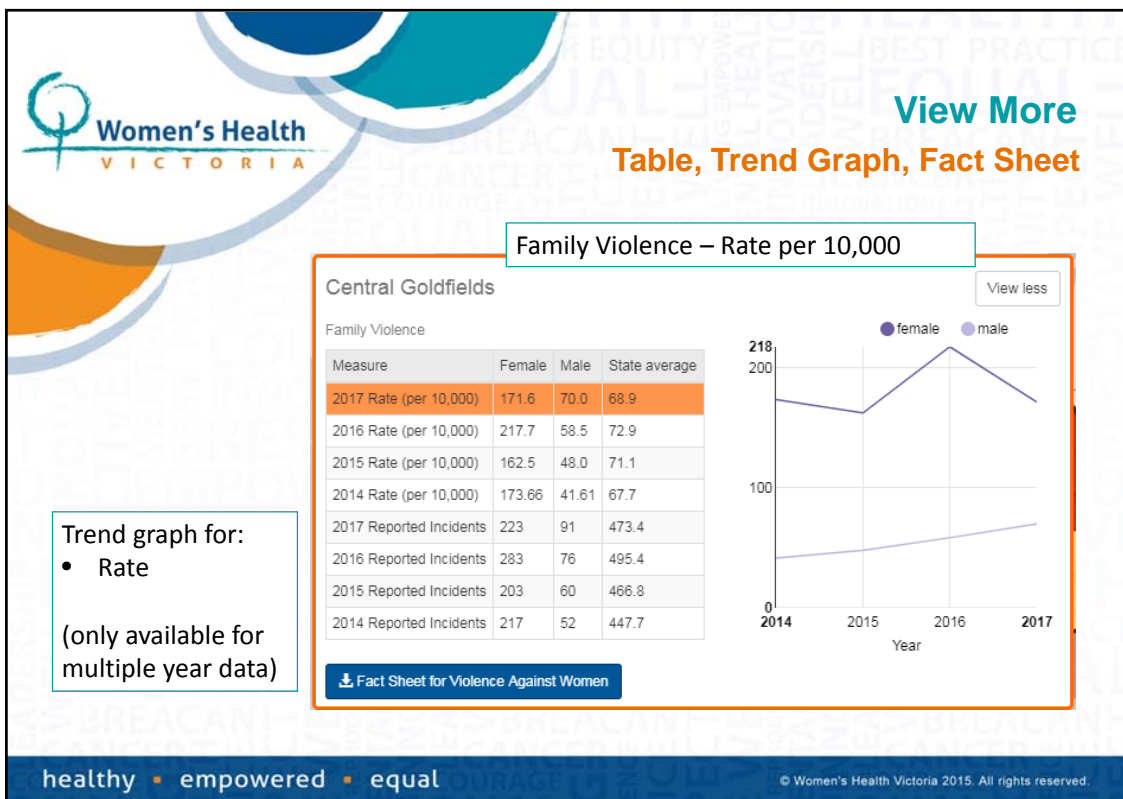 Women's Health
VICTORIA
View More
Table, Trend Graph, Fact Sheet
Family Violence – Rate per 10,000
Central Goldfields
View less
Family Violence
Measure Female Male State average
2017 Rate (per 10,000) 171.6 70.0 68.9
2016 Rate (per 10,000) 217.7 58.5 72.9
2015 Rate (per 10,000) 162.5 48.0 71.1
2014 Rate (per 10,000) 173.66 41.61 67.7
2017 Reported Incidents 223 91 473.4
2016 Reported Incidents 283 76 495.4
2015 Reported Incidents 203 60 466.8
2014 Reported Incidents 217 52 447.7
Fact Sheet for Violence Against Women
female male
218
200
100
0
2014 2015 2016 2017
Year
Trend graph for:
• Rate
(only available for
multiple year data)
healthy ▪ empowered ▪ equal
© Women's Health Victoria 2015. All rights reserved.